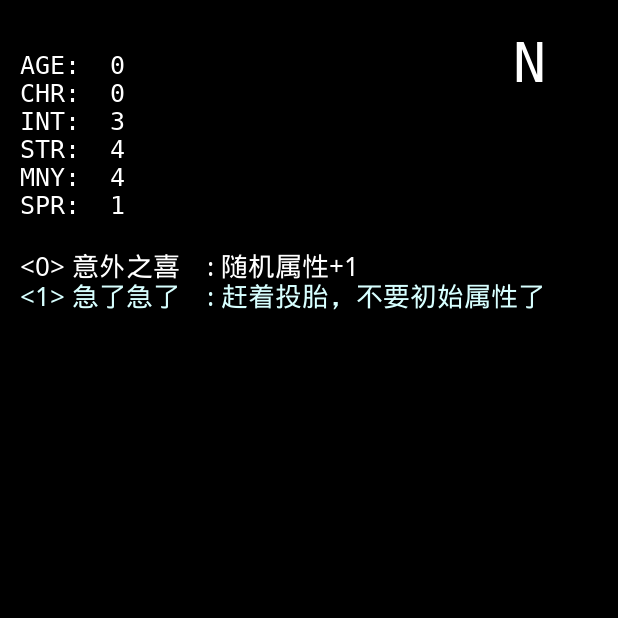 N
AGE: 0
CHR: 0
INT: 3
STR: 4
MNY: 4
SPR: 1
<0> 意外之喜 :随机属性+1
<1> 急了急了 :赶着投胎，不要初始属性了